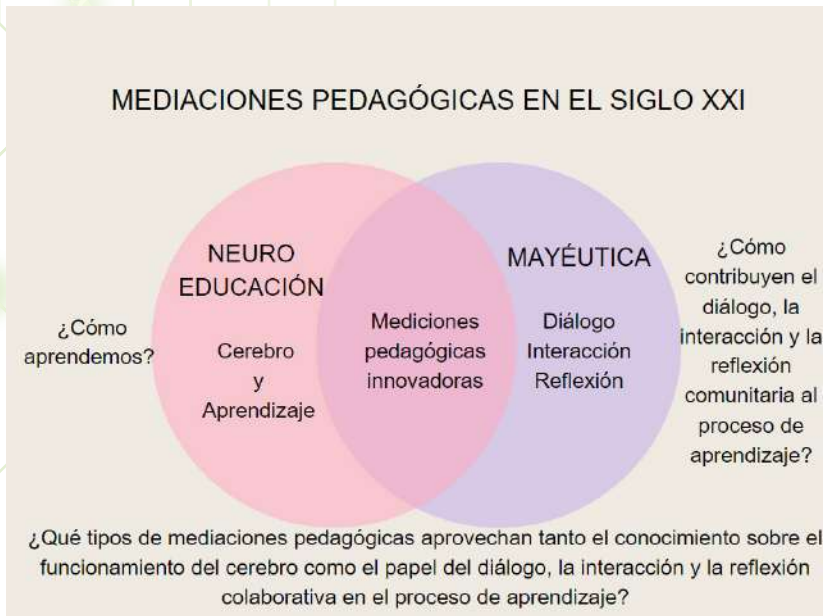 MEDIACIONES PEDAGÓGICAS EN EL SIGLO XXI
¿Cómo
aprendemos?
NEURO
EDUCACIÓN
Cerebro
y
Aprendizaje
Mediciones
pedagógicas
innovadoras
MAYÉUTICA
Diálogo
Interacción
Reflexión
¿Cómo
contribuyen el
diálogo, la
interacción y la
reflexión
comunitaria al
proceso de
aprendizaje?
¿Qué tipos de mediaciones pedagógicas aprovechan tanto el conocimiento sobre el
funcionamiento del cerebro como el papel del diálogo, la interacción y la reflexión
colaborativa en el proceso de aprendizaje?